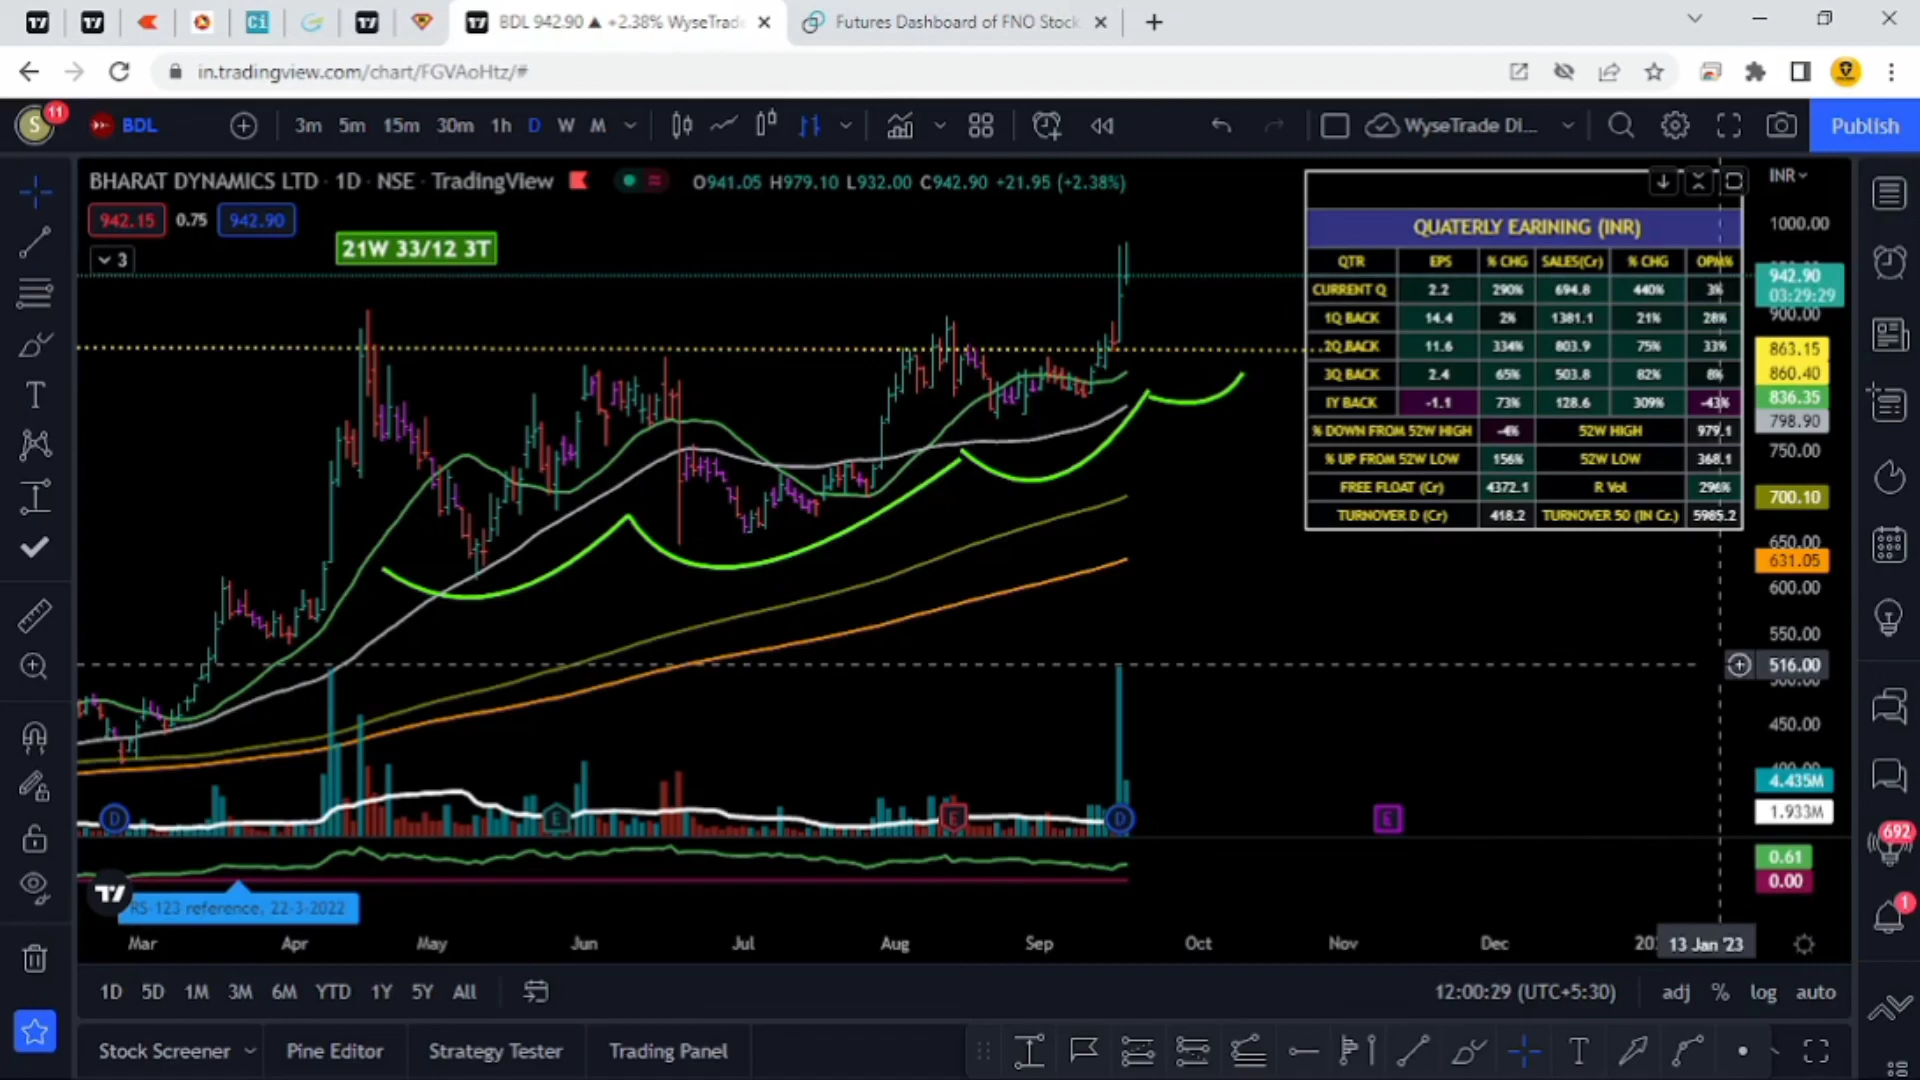 BDL 942.90 ▲ +2.38% WyseTrade
Futures Dashboard of FNO Stock
in.tradingview.com/chart/FGVAoHtz/#
S
11
BDL
3m 5m 15m 30m 1h D W M
WyseTrade Di...
Publish
BHARAT DYNAMICS LTD · 1D · NSE · TradingView
O941.05 H979.10 L932.00 C942.90 +21.95 (+2.38%)
942.15 0.75 942.90
3
21W 33/12 3T
QUATERLY EARINING (INR)
QTR EPS % CHG SALES(Cr) % CHG OPM%
CURRENT Q 2.2 290% 694.8 440% 3%
1Q BACK 14.4 2% 1381.1 21% 28%
2Q BACK 11.6 334% 803.9 75% 33%
3Q BACK 2.4 65% 503.8 82% 8%
1Y BACK -1.1 73% 128.6 309% -43%
% DOWN FROM 52W HIGH -4% 52W HIGH 979.1
% UP FROM 52W LOW 156% 52W LOW 368.1
FREE FLOAT (Cr) 4372.1 R Vol 296%
TURNOVER D (Cr) 418.2 TURNOVER 50 (IN Cr.) 5985.2
INR
1000.00
942.90
03:29:29
900.00
863.15
860.40
836.35
798.90
750.00
700.10
650.00
631.05
600.00
550.00
516.00
450.00
4.435M
1.933M
0.61
0.00
D E E D E
692
1
RS-123 reference, 22-3-2022
Mar Apr May Jun Jul Aug Sep Oct Nov Dec 13 Jan '23
1D 5D 1M 3M 6M YTD 1Y 5Y All
12:00:29 (UTC+5:30) adj % log auto
Stock Screener Pine Editor Strategy Tester Trading Panel